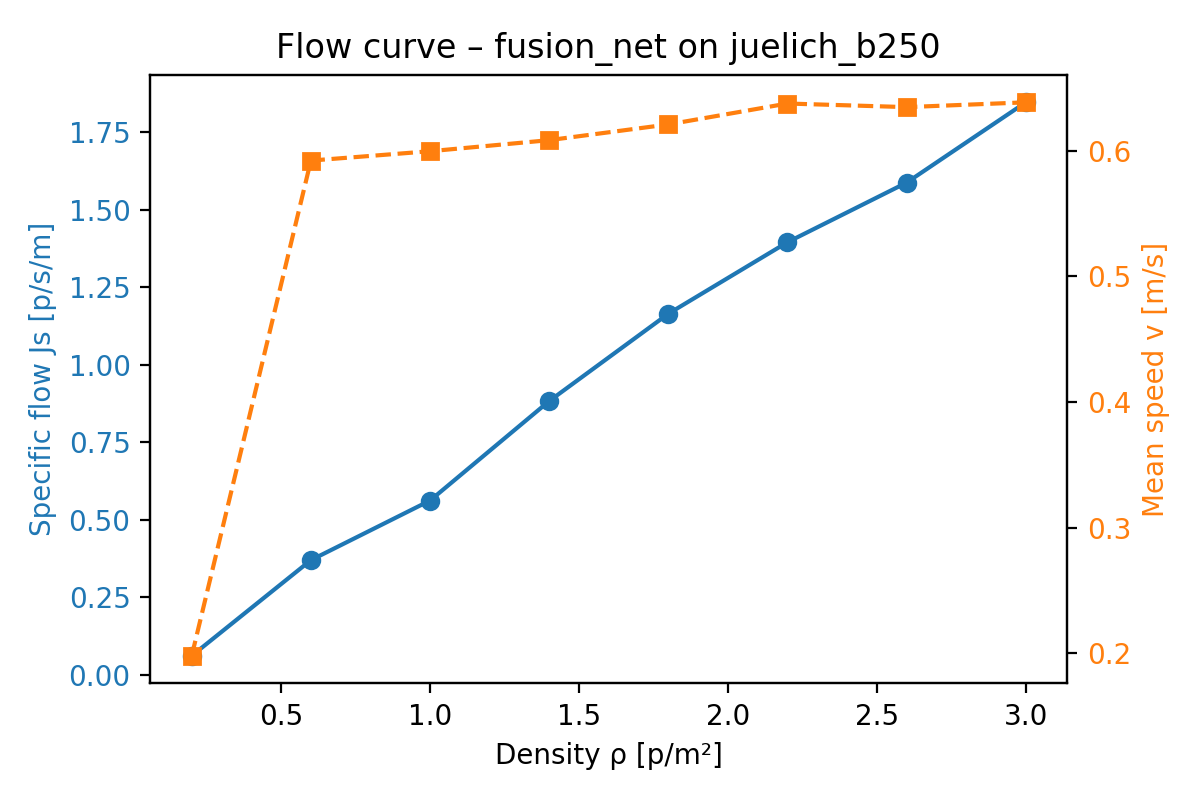 Flow curve – fusion_net on juelich_b250
1.75
1.50
1.25
1.00
0.75
0.50
0.25
0.00
Specific flow Js [p/s/m]
0.6
0.5
0.4
0.3
0.2
Mean speed v [m/s]
0.5 1.0 1.5 2.0 2.5 3.0
Density ρ [p/m²]